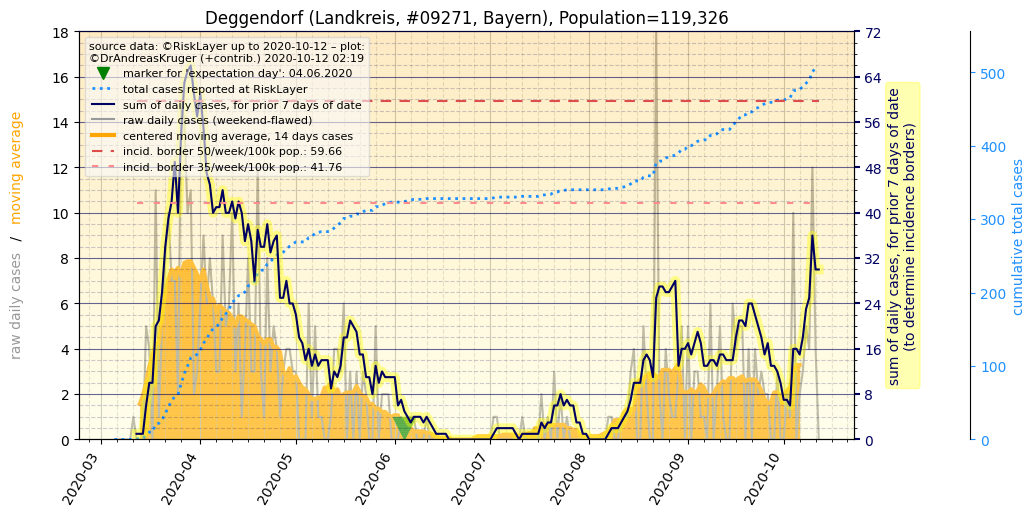 Deggendorf (Landkreis, #09271, Bayern), Population=119,326
source data: ©RiskLayer up to 2020-10-12 – plot:
©DrAndreasKruger (+contrib.) 2020-10-12 02:19
marker for 'expectation day': 04.06.2020
total cases reported at RiskLayer
sum of daily cases, for prior 7 days of date
raw daily cases (weekend-flawed)
centered moving average, 14 days cases
incid. border 50/week/100k pop.: 59.66
incid. border 35/week/100k pop.: 41.76
raw daily cases / moving average
18
16
14
12
10
8
6
4
2
0
72
64
56
48
40
32
24
16
8
0
sum of daily cases, for prior 7 days of date
(to determine, incidence borders)
500
400
300
200
100
0
cumulative total cases
2020-03
2020-04
2020-05
2020-06
2020-07
2020-08
2020-09
2020-10